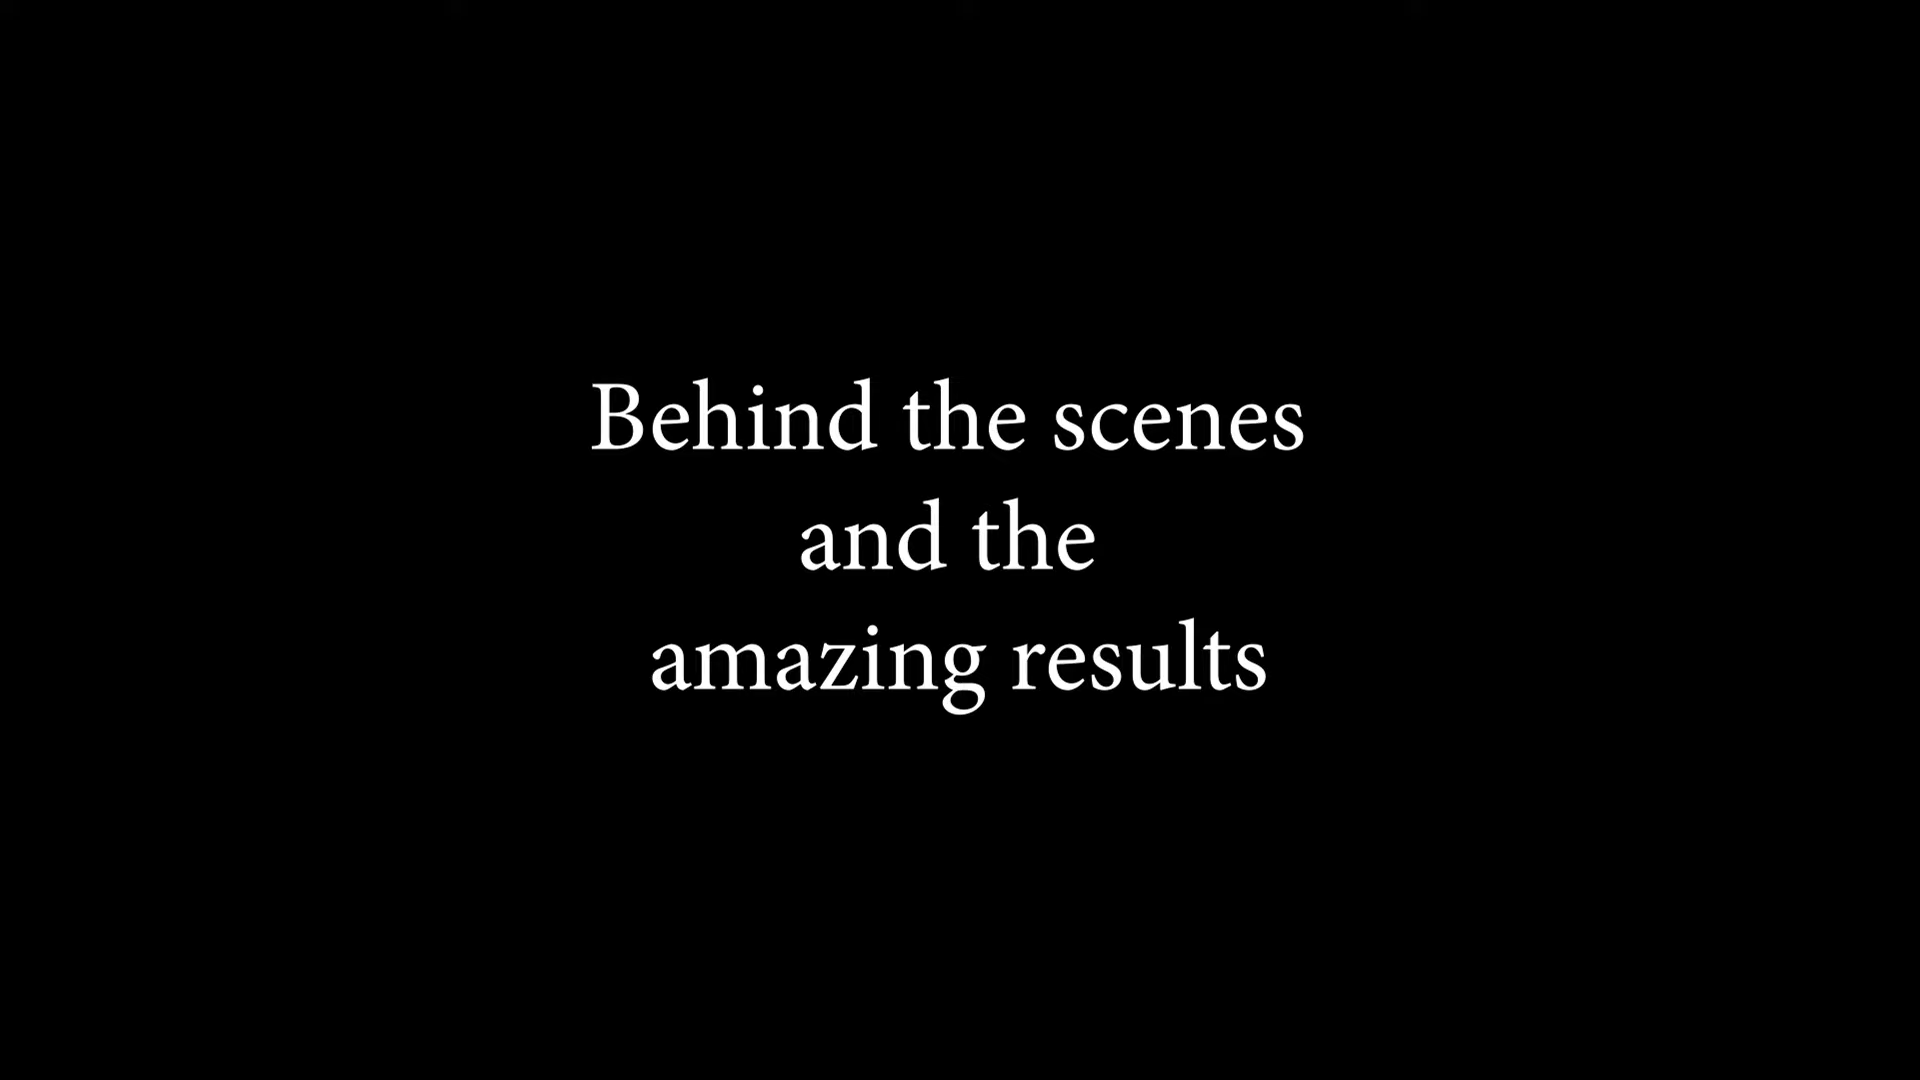 Behind the scenes
and the
amazing results